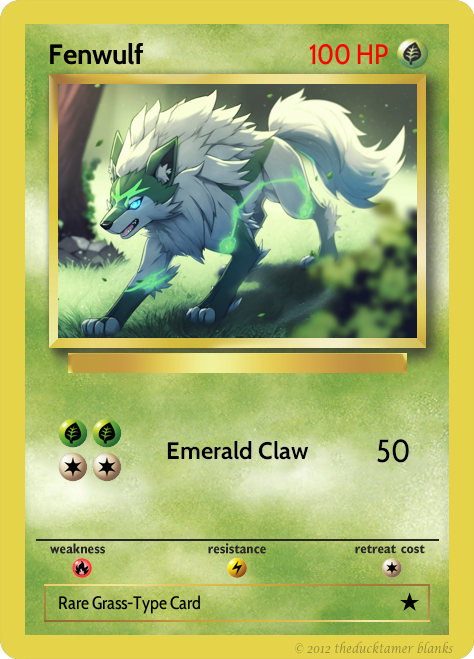 Fenwulf 100 HP
Emerald Claw 50
weakness resistance retreat cost
Rare Grass-Type Card
© 2012 theducktamer blanks